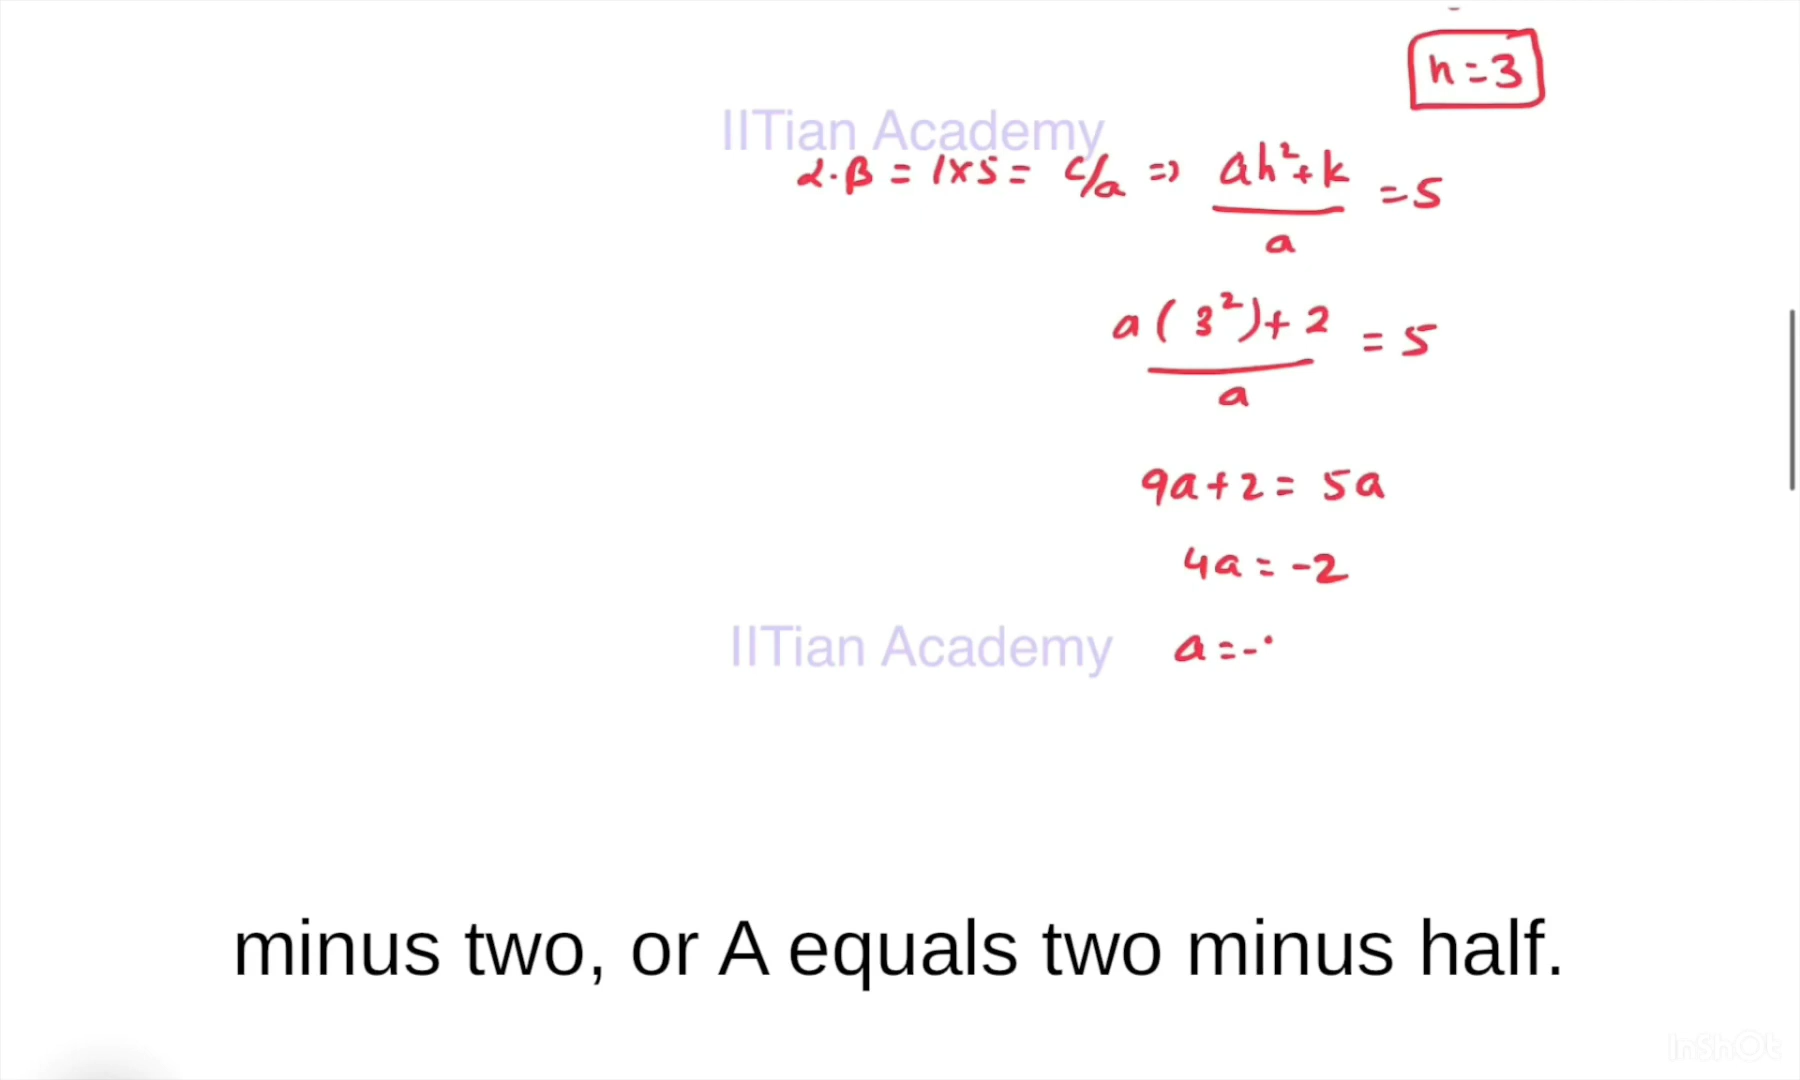 h = 3
IITian Academy
α·β = 1×5 = c/a ⇒ ah²+k / a = 5
a(3²)+2 / a = 5
9a+2 = 5a
4a = -2
IITian Academy
a = -
minus two, or A equals two minus half.
InShOt